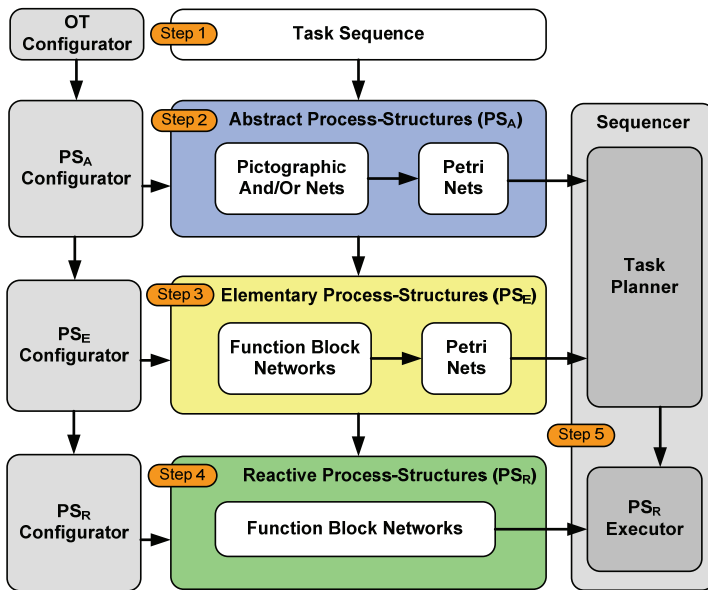 OT
Configurator
Step 1
Task Sequence
PSA
Configurator
Step 2
Abstract Process-Structures (PSA)
Pictographic
And/Or Nets
Petri
Nets
Sequencer
Task
Planner
PSE
Configurator
Step 3
Elementary Process-Structures (PSE)
Function Block
Networks
Petri
Nets
Step 5
PSR
Configurator
Step 4
Reactive Process-Structures (PSR)
Function Block Networks
PSR
Executor